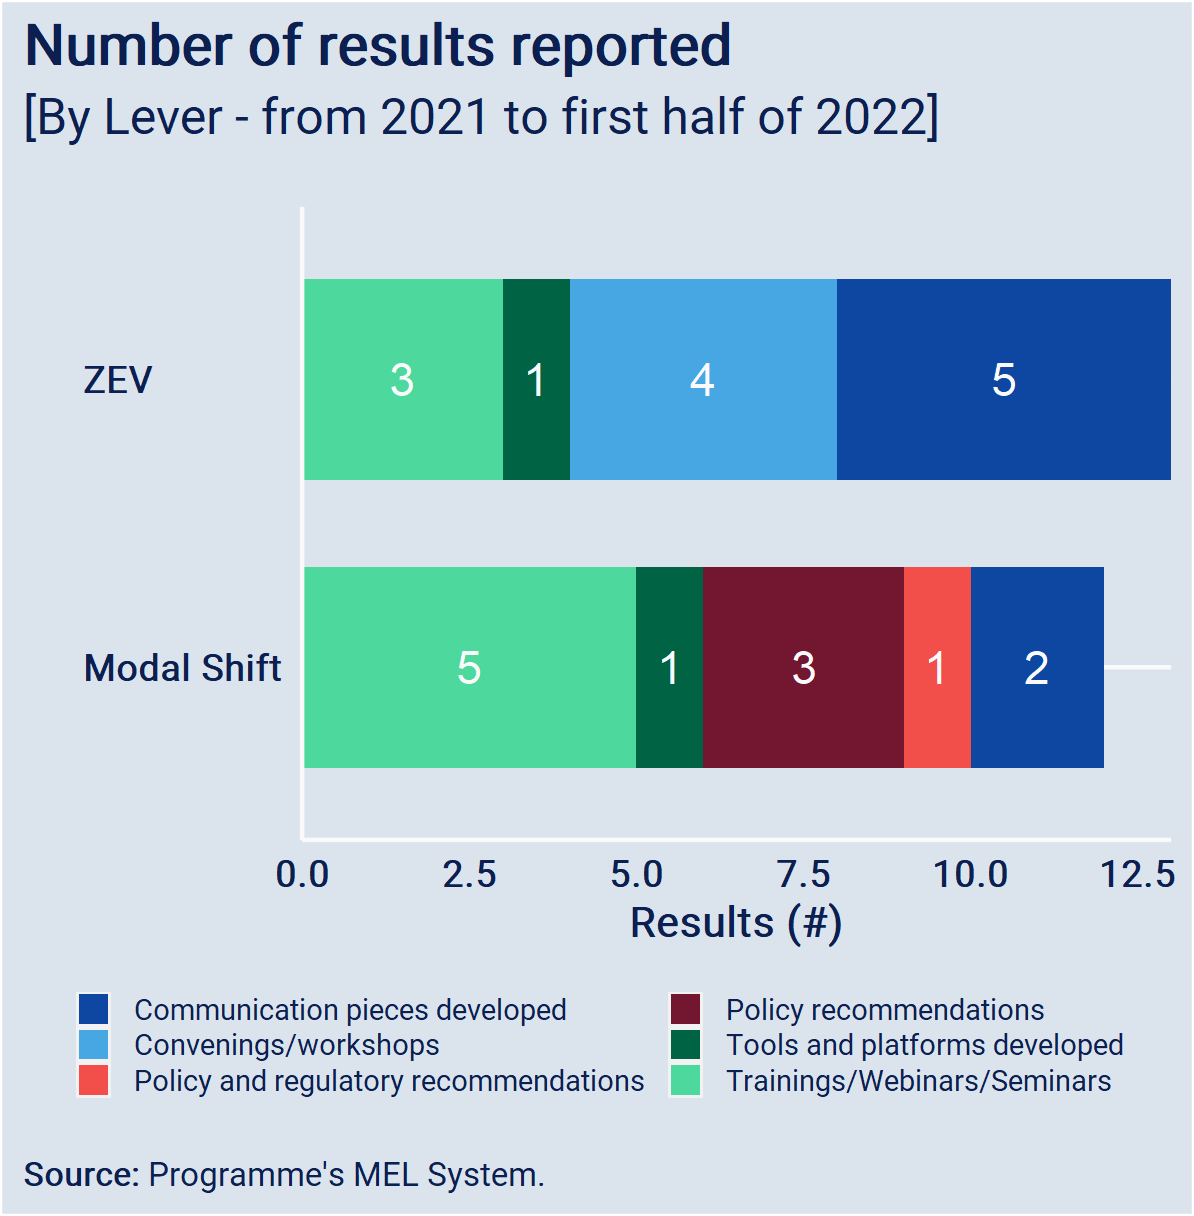 Number of results reported
[By Lever - from 2021 to first half of 2022]
ZEV
3 1 4 5
Modal Shift
5 1 3 1 2
0.0 2.5 5.0 7.5 10.0 12.5
Results (#)
Communication pieces developed
Convenings/workshops
Policy and regulatory recommendations
Policy recommendations
Tools and platforms developed
Trainings/Webinars/Seminars
Source: Programme's MEL System.